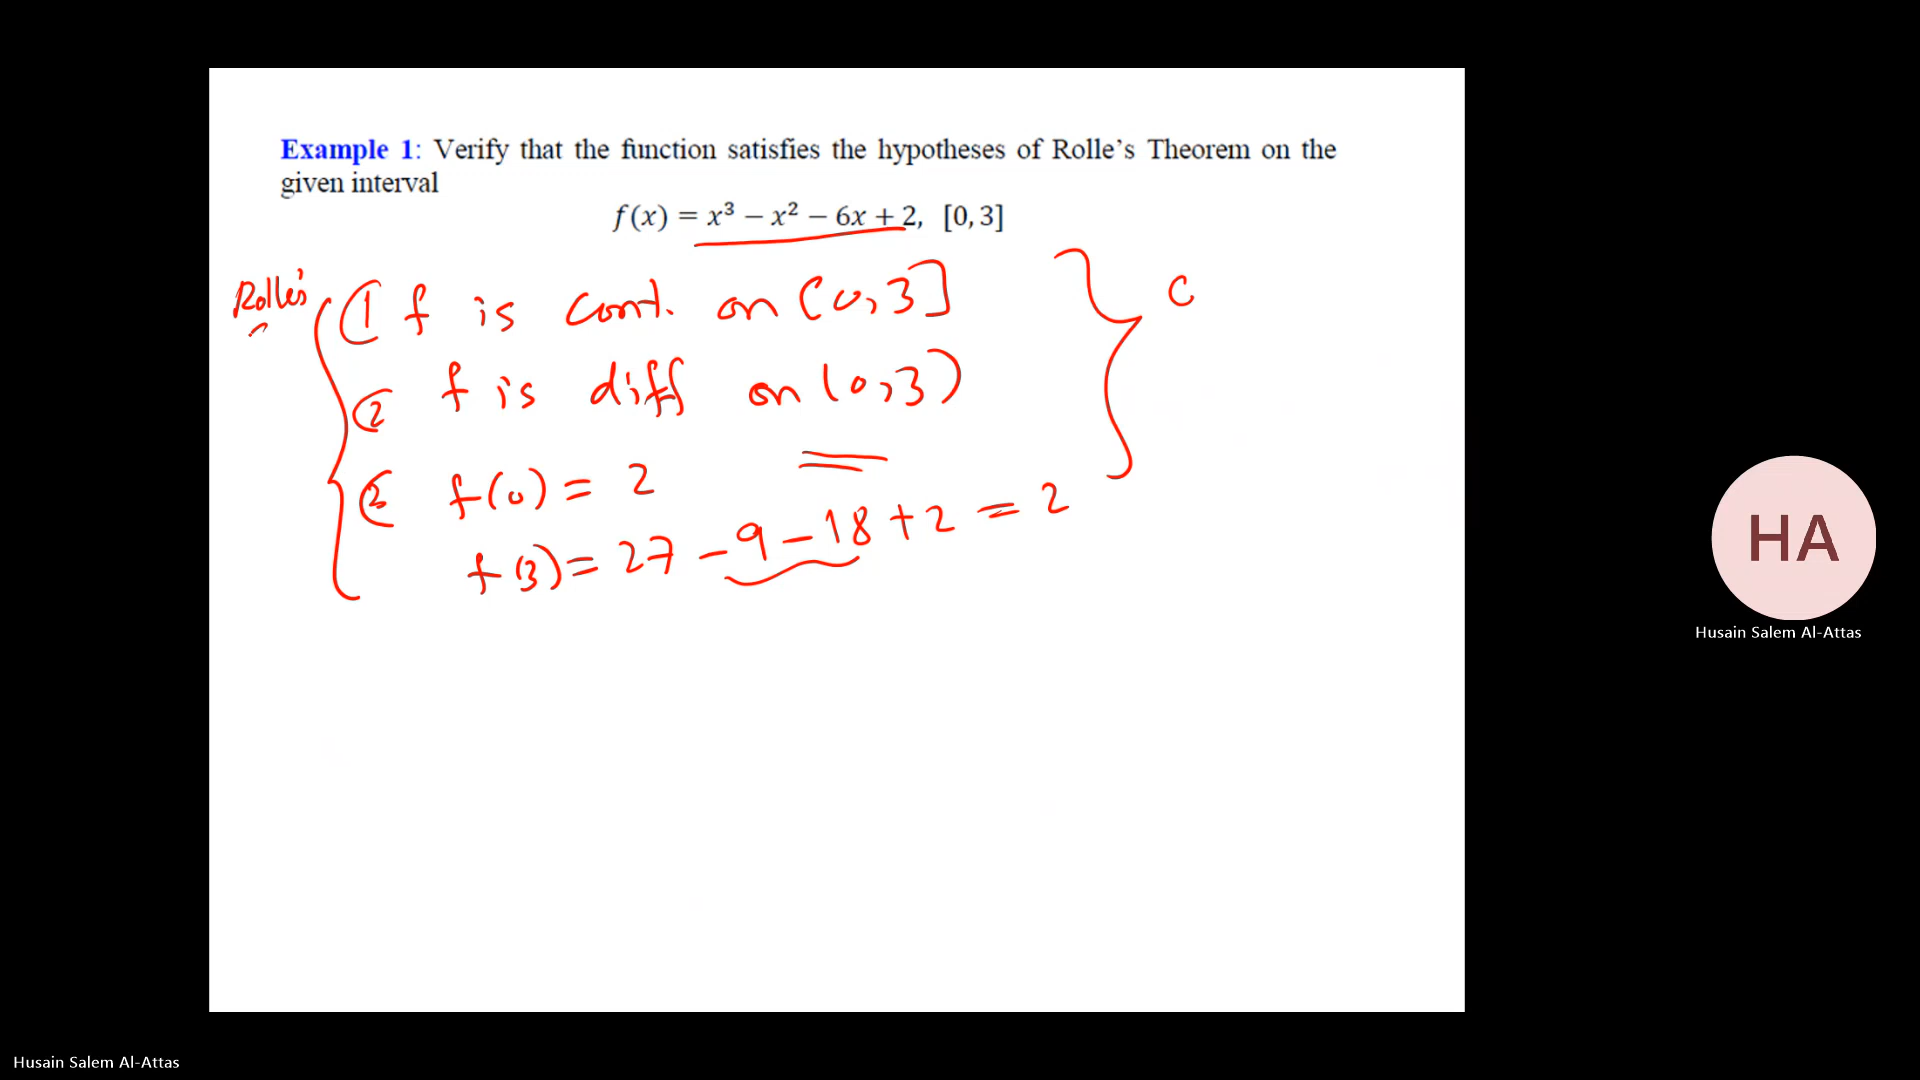 Example 1: Verify that the function satisfies the hypotheses of Rolle's Theorem on the
given interval
f(x) = x³ − x² − 6x + 2, [0, 3]
Rolle's
① f is cont. on [0,3]
C
② f is diff on (0,3)
③ f(0) = 2
f(3) = 27 − 9 − 18 + 2 = 2
HA
Husain Salem Al-Attas
Husain Salem Al-Attas